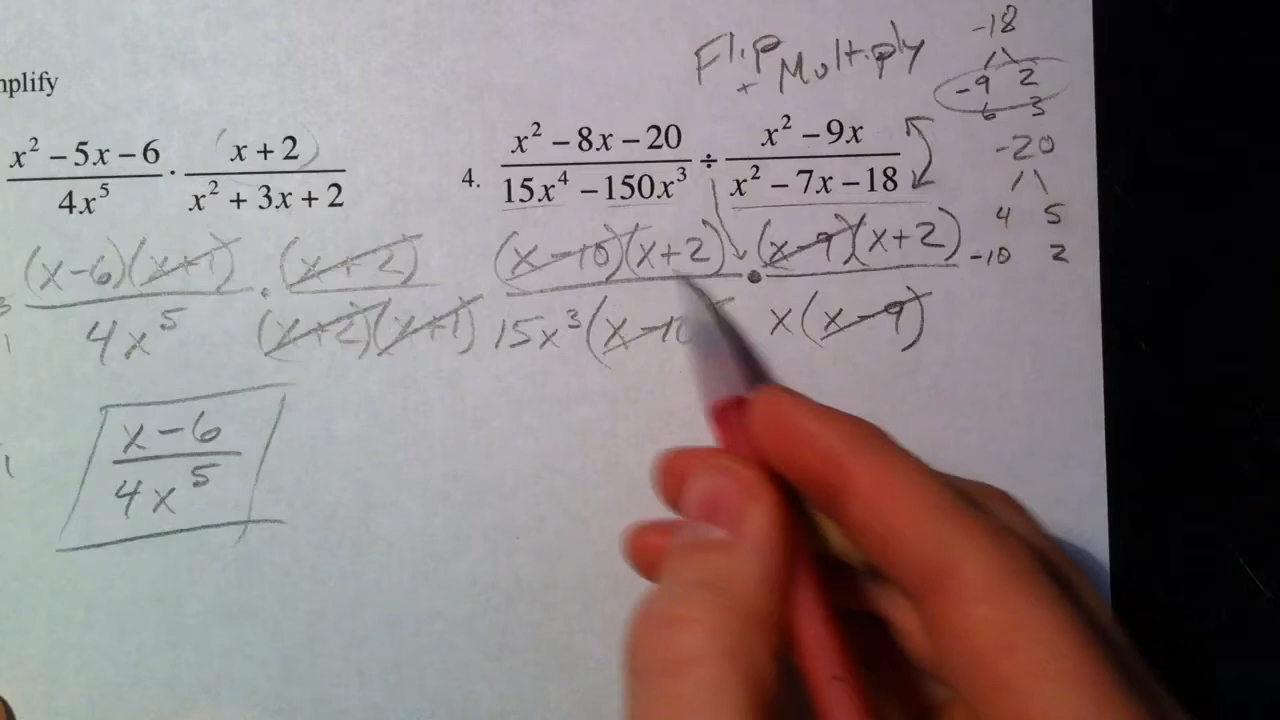 Flip + Multiply
-18
-9 2
6 3
-20
4 5
-10 2
x² − 5x − 6 / 4x⁵ · (x + 2) / x² + 3x + 2
4. x² − 8x − 20 / 15x⁴ − 150x³ ÷ x² − 9x / x² − 7x − 18
(x-6)(x+1) / 4x⁵ · (x+2) / (x+2)(x+1)
(x-10)(x+2) / 15x³(x-10 • (x-9)(x+2) / x(x-9)
x-6 / 4x⁵